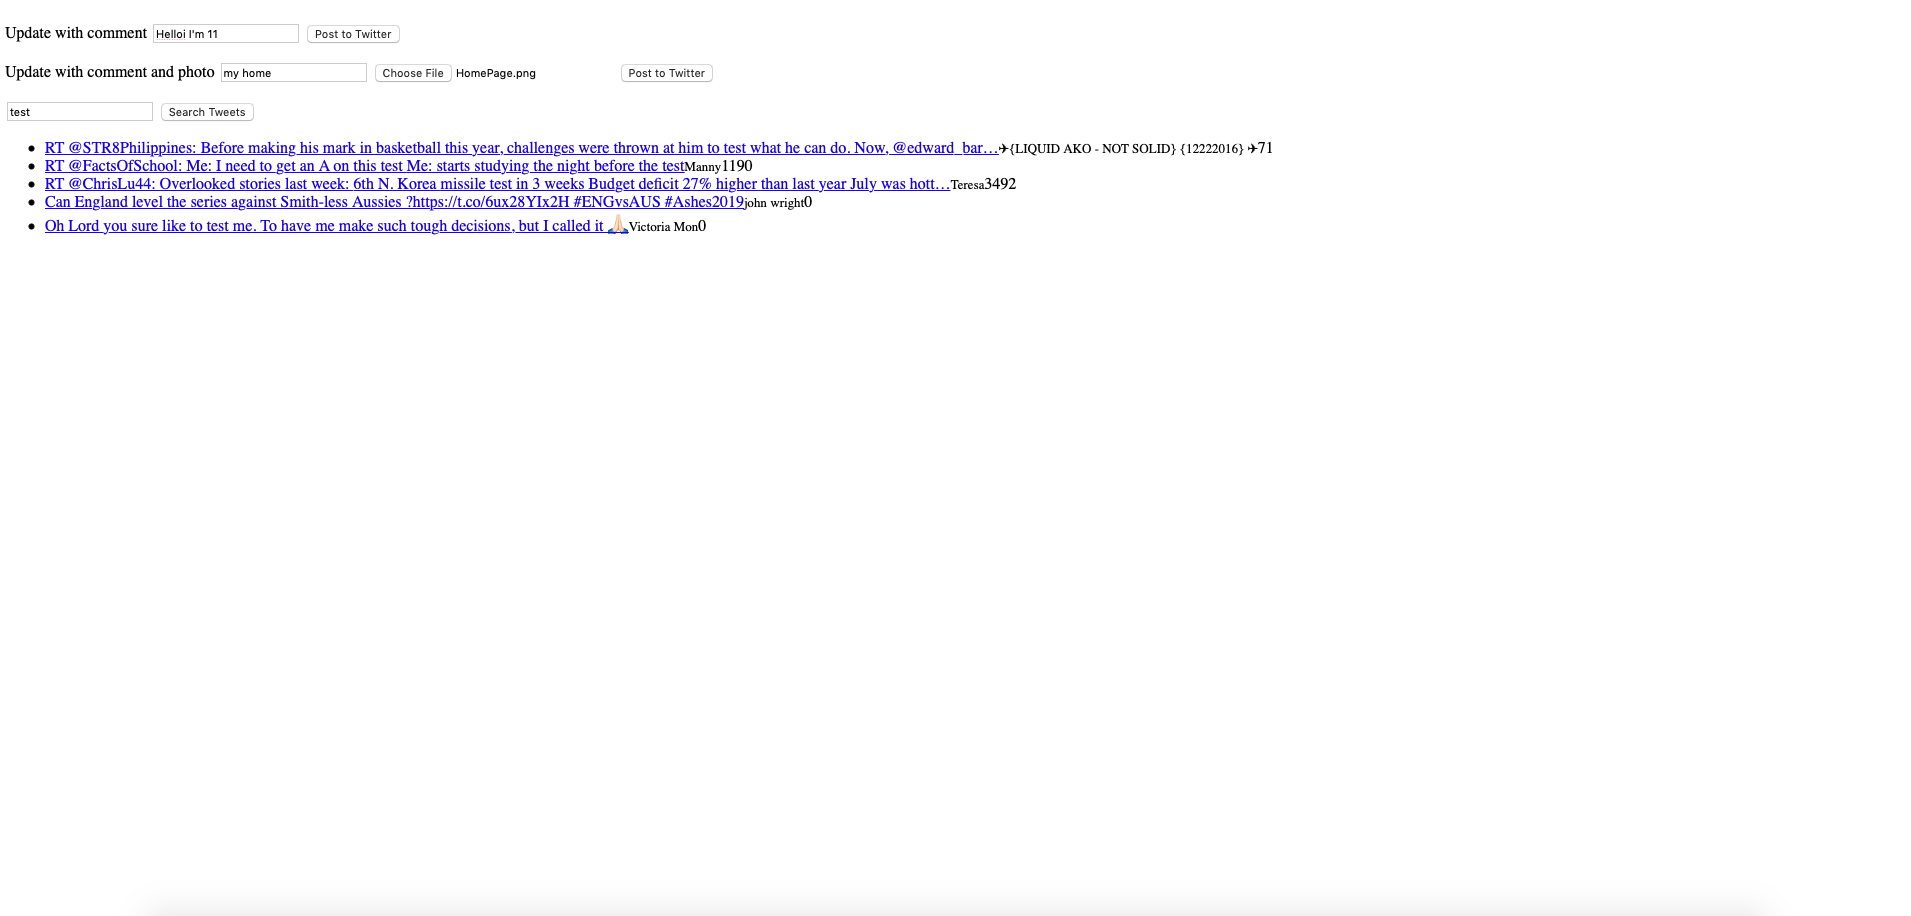 Update with comment Helloi I'm 11 Post to Twitter
Update with comment and photo my home Choose File HomePage.png Post to Twitter
test Search Tweets
• RT @STR8Philippines: Before making his mark in basketball this year, challenges were thrown at him to test what he can do. Now, @edward_bar…✈{LIQUID AKO - NOT SOLID} {12222016} ✈71
• RT @FactsOfSchool: Me: I need to get an A on this test Me: starts studying the night before the testManny1190
• RT @ChrisLu44: Overlooked stories last week: 6th N. Korea missile test in 3 weeks Budget deficit 27% higher than last year July was hott…Teresa3492
• Can England level the series against Smith-less Aussies ?https://t.co/6ux28YIx2H #ENGvsAUS #Ashes2019john wright0
• Oh Lord you sure like to test me. To have me make such tough decisions, but I called it 🙏🏻Victoria Mon0